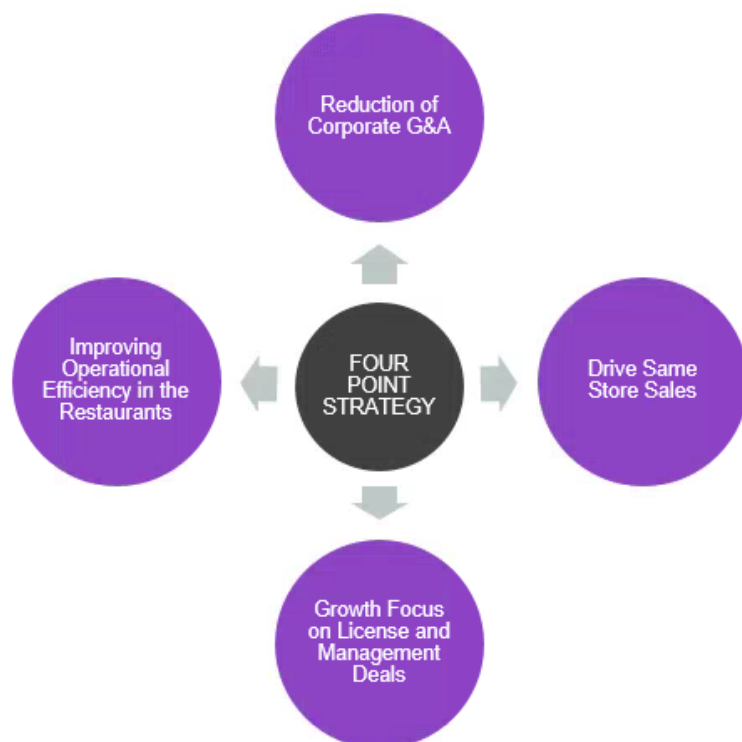 Reduction of
Corporate G&A
Improving
Operational
Efficiency in the
Restaurants
FOUR
POINT
STRATEGY
Drive Same
Store Sales
Growth Focus
on License and
Management
Deals